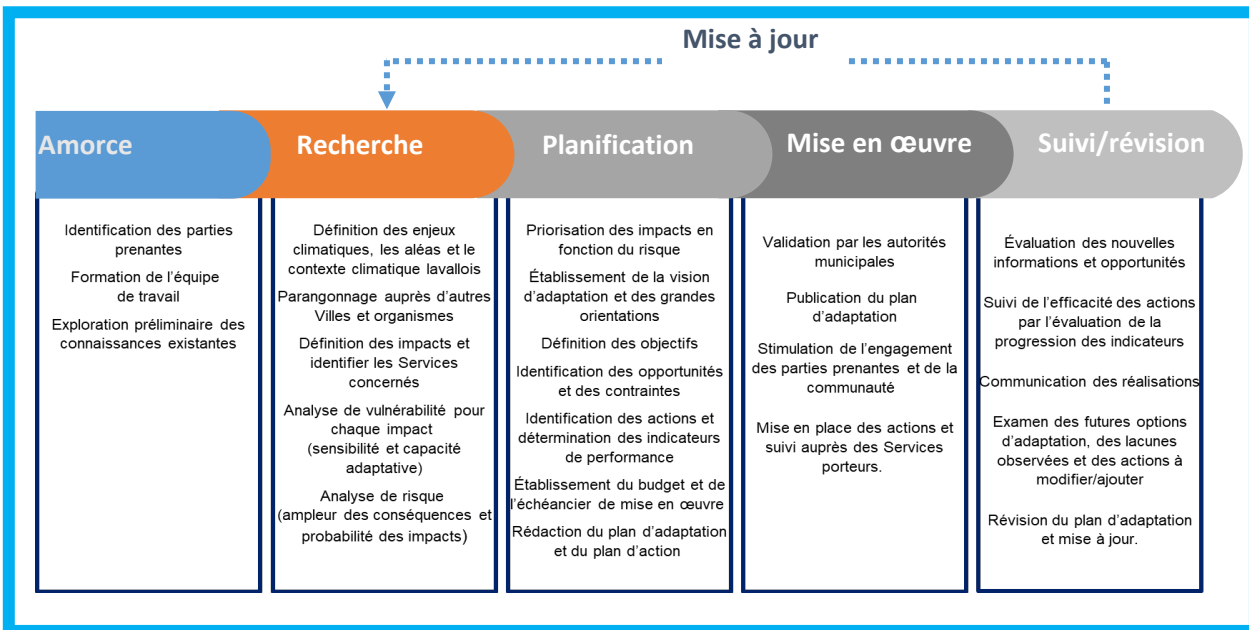 Mise à jour
Amorce
Recherche
Planification
Mise en œuvre
Suivi/révision
Identification des parties
prenantes
Formation de l’équipe
de travail
Exploration préliminaire des
connaissances existantes
Définition des enjeux
climatiques, les aléas et le
contexte climatique lavallois
Parangonnage auprès d’autres
Villes et organismes
Définition des impacts et
identifier les Services
concernés
Analyse de vulnérabilité pour
chaque impact
(sensibilité et capacité
adaptative)
Analyse de risque
(ampleur des conséquences et
probabilité des impacts)
Priorisation des impacts en
fonction du risque
Établissement de la vision
d’adaptation et des grandes
orientations
Définition des objectifs
Identification des opportunités
et des contraintes
Identification des actions et
détermination des indicateurs
de performance
Établissement du budget et de
l’échéancier de mise en œuvre
Rédaction du plan d’adaptation
et du plan d’action
Validation par les autorités
municipales
Publication du plan
d’adaptation
Stimulation de l’engagement
des parties prenantes et de la
communauté
Mise en place des actions et
suivi auprès des Services
porteurs.
Évaluation des nouvelles
informations et opportunités
Suivi de l’efficacité des actions
par l’évaluation de la
progression des indicateurs
Communication des réalisations
Examen des futures options
d’adaptation, des lacunes
observées et des actions à
modifier/ajouter
Révision du plan d’adaptation
et mise à jour.